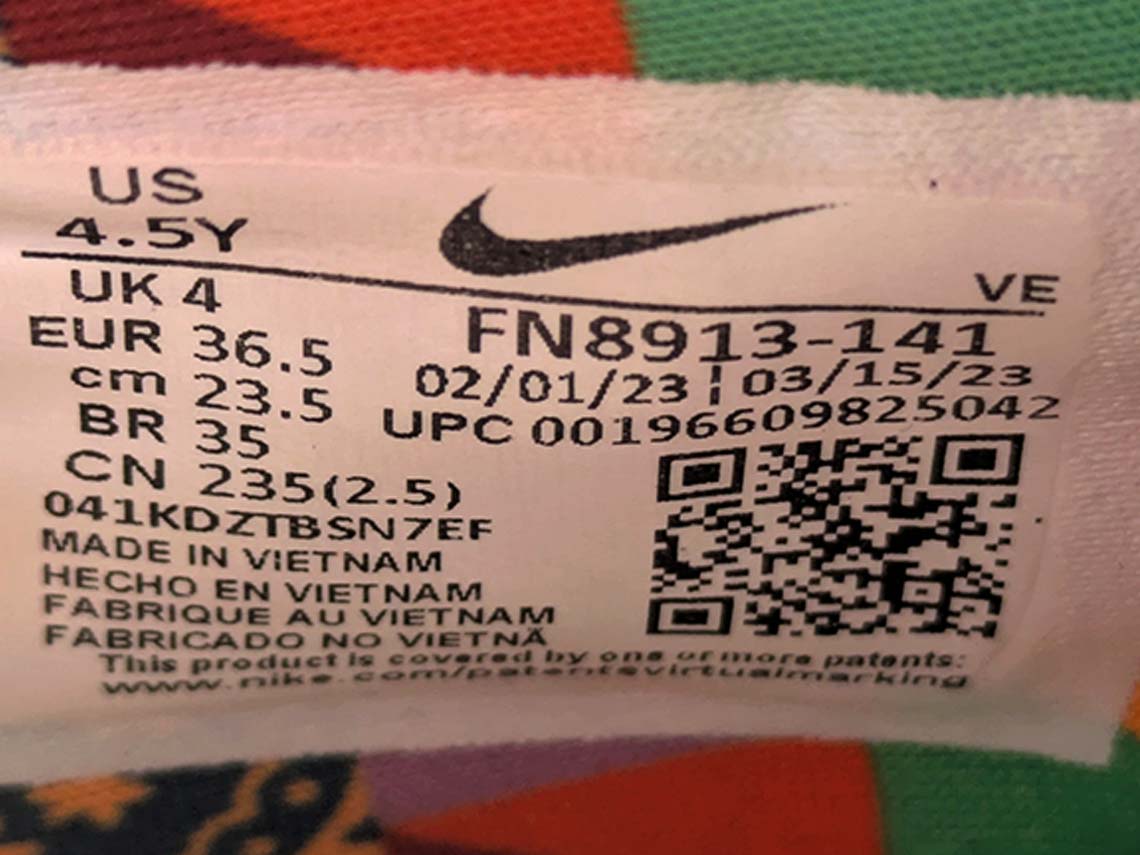 US
4.5Y
VE
UK 4
EUR 36.5
cm 23.5
BR 35
CN 235(2.5)
FN8913-141
02/01/23 ¦ 03/15/23
UPC 00196609825042
041KDZTBSN7EF
MADE IN VIETNAM
HECHO EN VIETNAM
FABRIQUE AU VIETNAM
FABRICADO NO VIETNÃ
This product is covered by one or more patents:
www.nike.com/patentsvirtualmarking